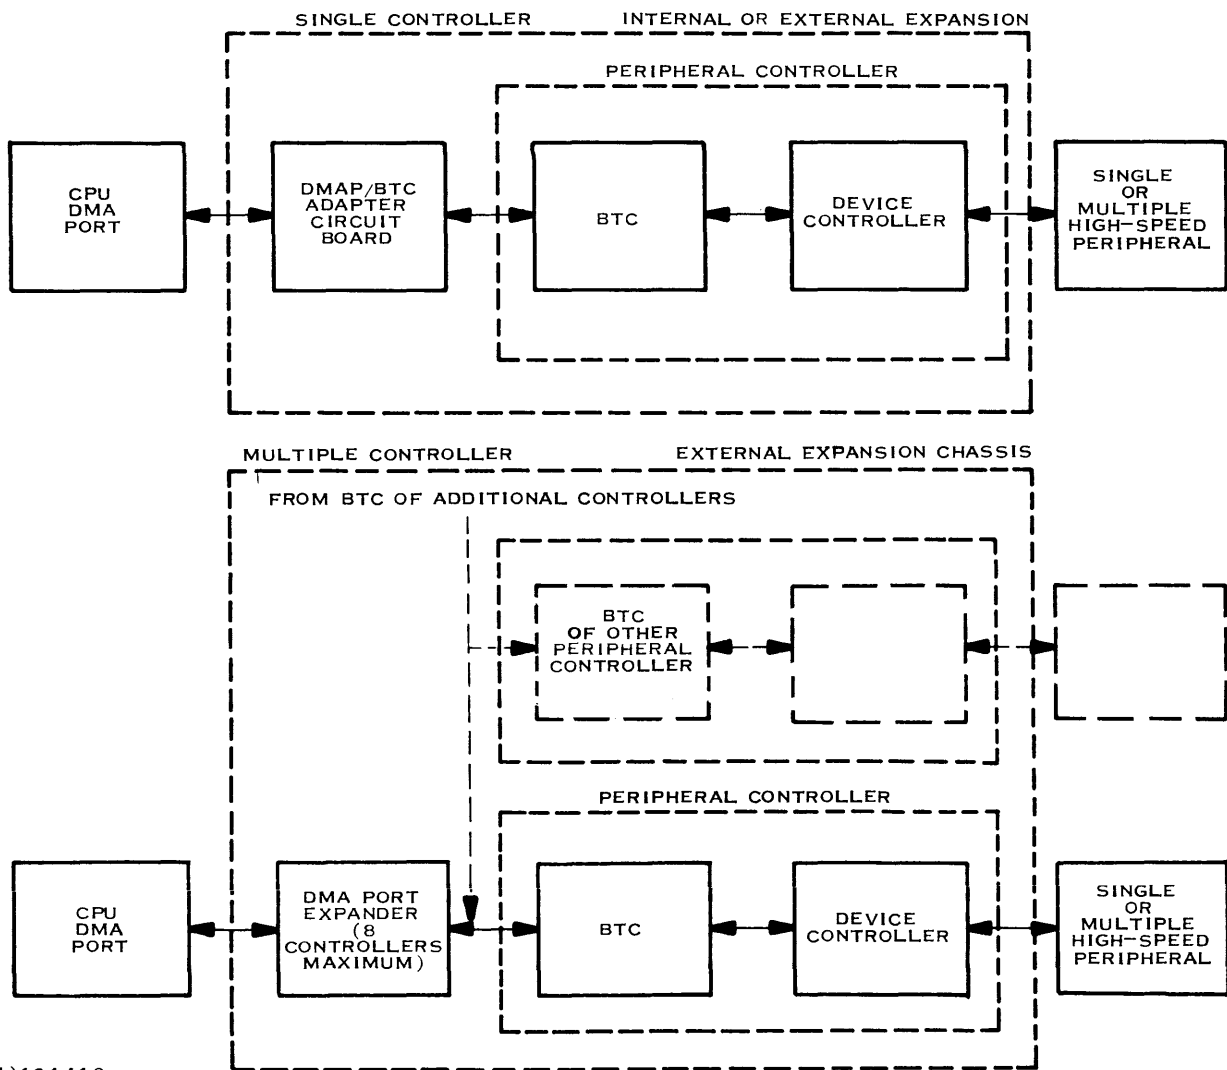 SINGLE CONTROLLER
INTERNAL OR EXTERNAL EXPANSION
PERIPHERAL CONTROLLER
CPU
DMA
PORT
DMAP/BTC
ADAPTER
CIRCUIT
BOARD
BTC
DEVICE
CONTROLLER
SINGLE
OR
MULTIPLE
HIGH-SPEED
PERIPHERAL
MULTIPLE CONTROLLER
EXTERNAL EXPANSION CHASSIS
FROM BTC OF ADDITIONAL CONTROLLERS
BTC
OF OTHER
PERIPHERAL
CONTROLLER
PERIPHERAL CONTROLLER
CPU
DMA
PORT
DMA PORT
EXPANDER
(8
CONTROLLERS
MAXIMUM)
BTC
DEVICE
CONTROLLER
SINGLE
OR
MULTIPLE
HIGH-SPEED
PERIPHERAL